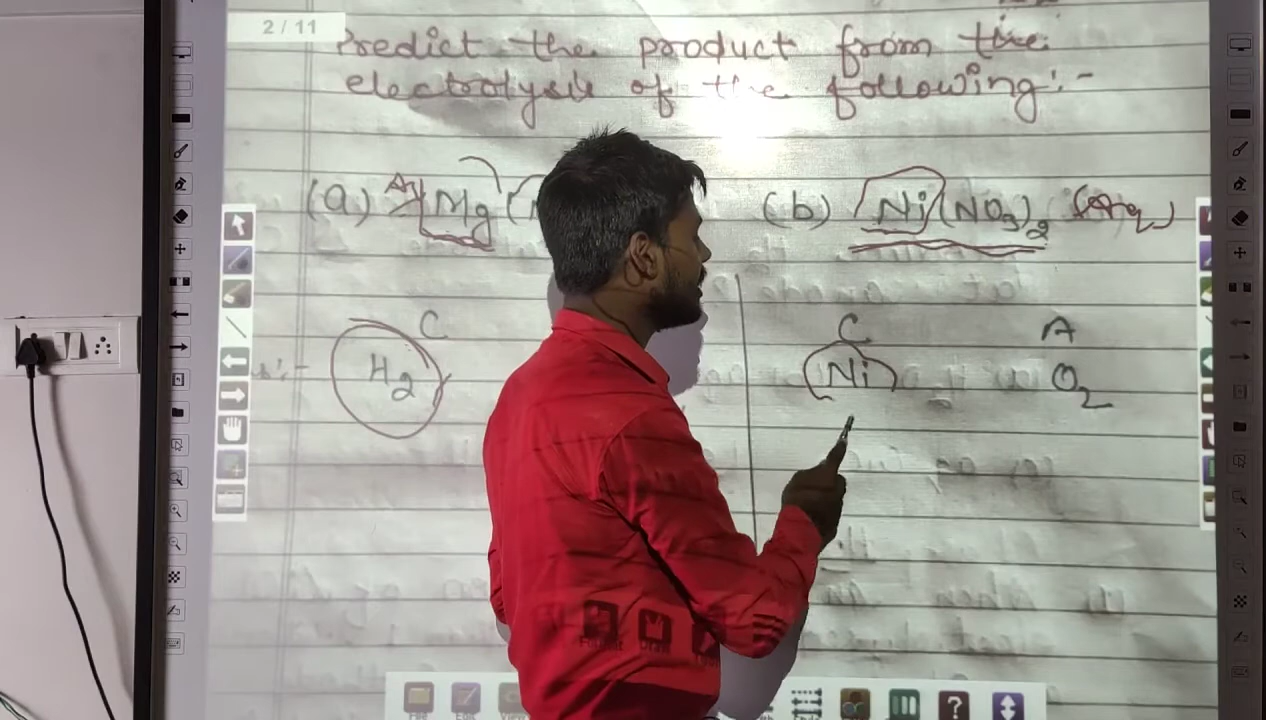 2 / 11
Predict the product from the
electrolysis of the following:-
(a) Mg (
(b) Ni(NO3)2 (Aq)
C
H2
C A
Ni O2
?